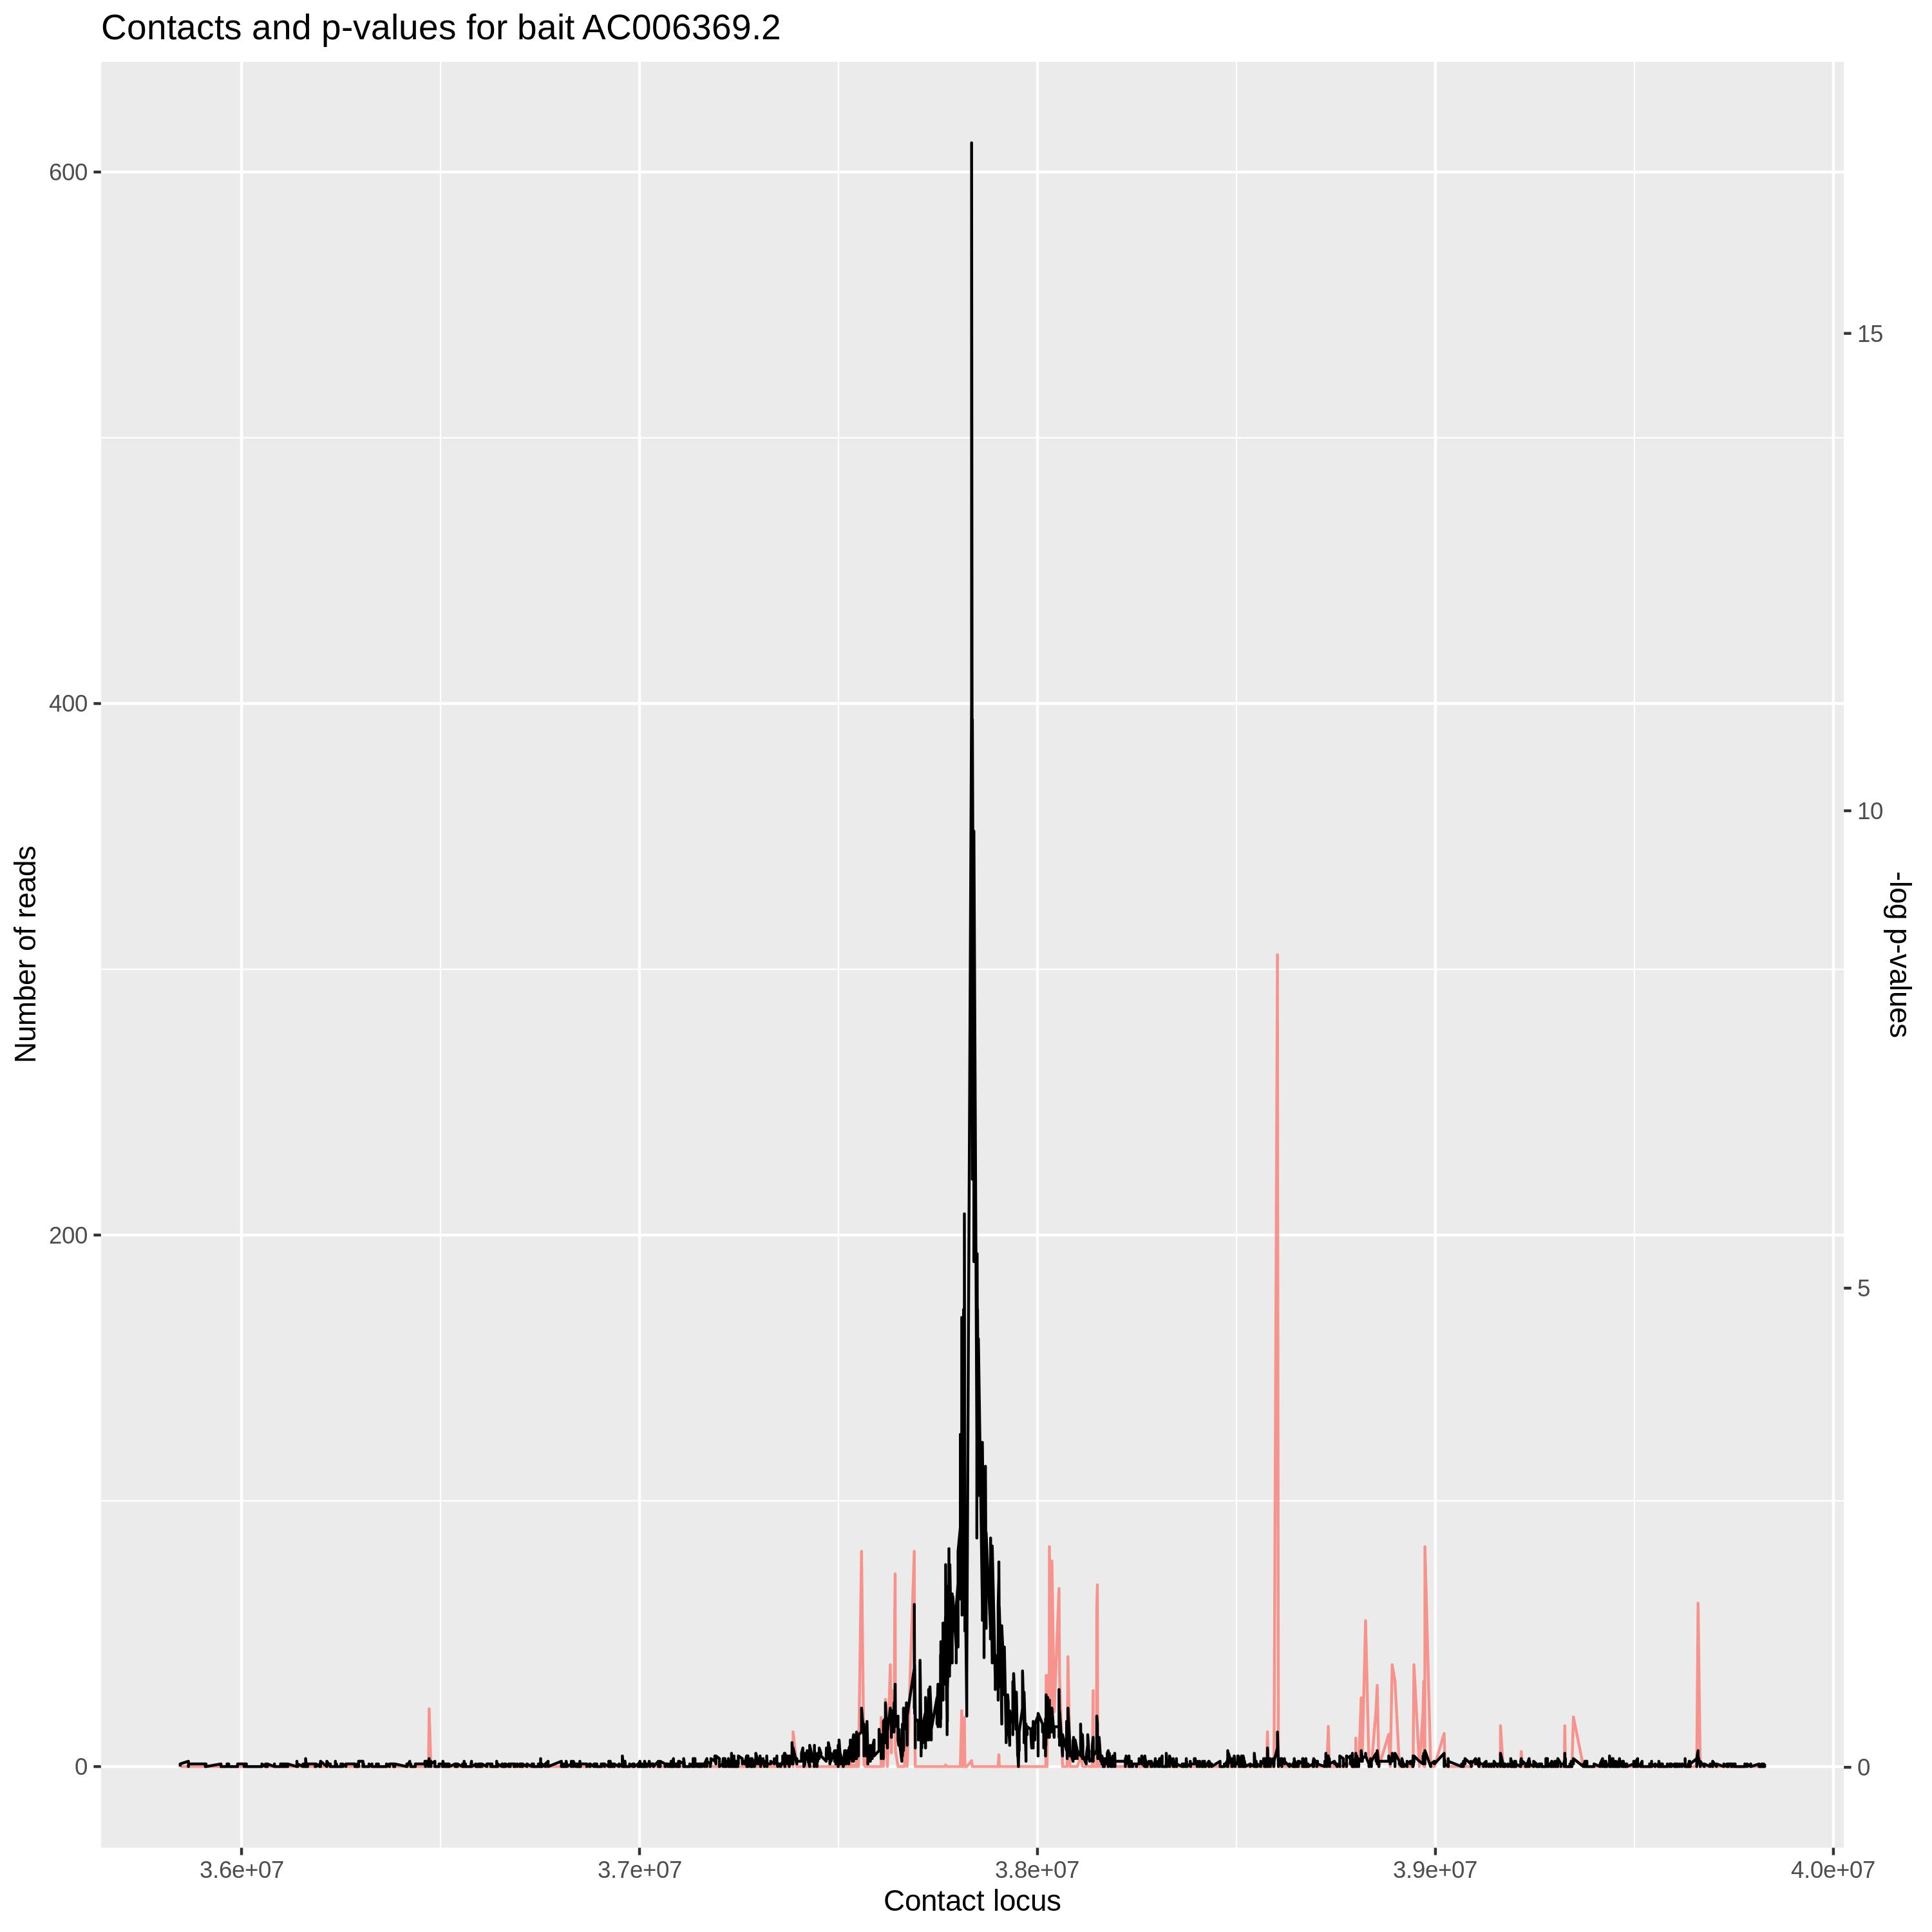 Contacts and p-values for bait AC006369.2
600
400
200
0
Number of reads
15
10
5
0
-log p-values
3.6e+07
3.7e+07
3.8e+07
3.9e+07
4.0e+07
Contact locus